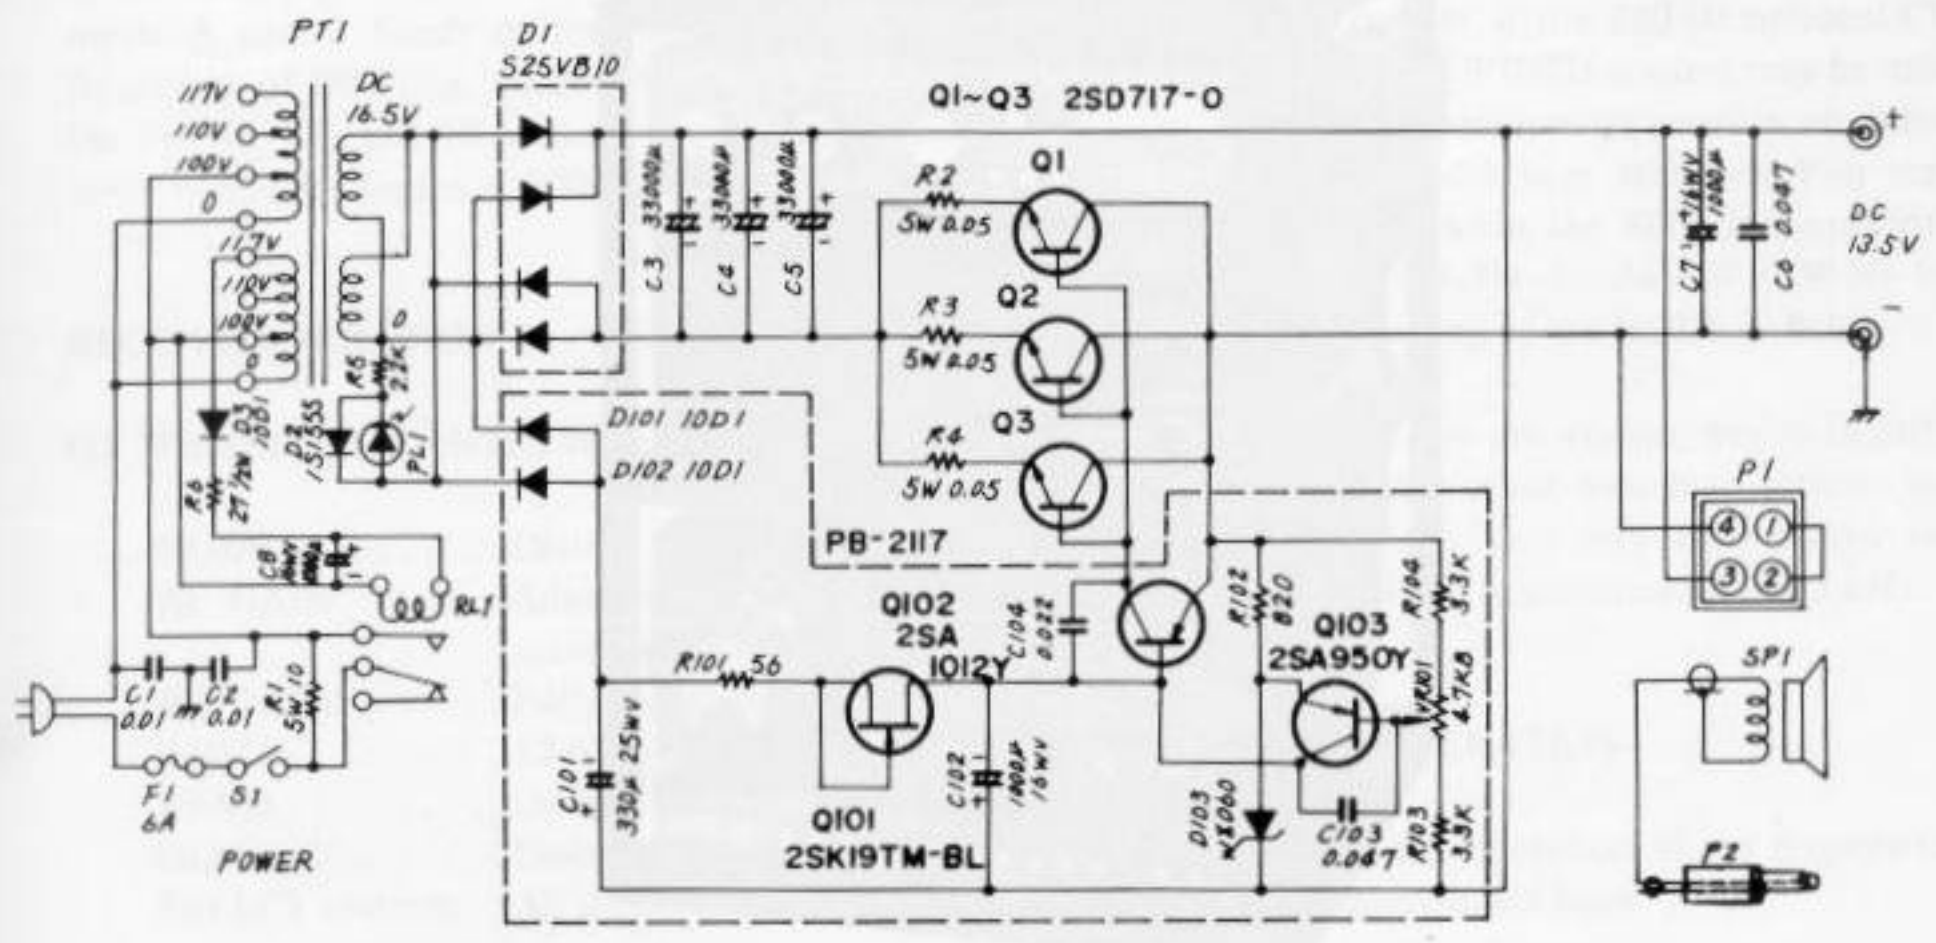 PT1
117V
110V
100V
0
117V
110V
100V
0
DC
16.5V
0
D1
S25VB10
C3 33000μ
C4 33000μ
C5 33000μ
Q1~Q3 2SD717-O
Q1
R2
5W 0.05
Q2
R3
5W 0.05
Q3
R4
5W 0.05
C7 1000μ
C6 0.047
+
DC
13.5V
-
R5
2.2K
D3
10D1
D2
1S1555
PL1
R6
27 1/2W
C8
RL1
D101 10D1
D102 10D1
PB-2117
C1
0.01
C2
0.01
R1
5W 10
F1
6A
S1
POWER
R101 56
C101
330μ 25WV
Q101
2SK19TM-BL
C102
1000μ
16WV
Q102
2SA
1012Y
C104
0.022
R102
820
Q103
2SA950Y
R104
3.3K
VR101
4.7KB
D103
WZ060
C103
0.047
R103
3.3K
P1
4 1
3 2
SP1
P2